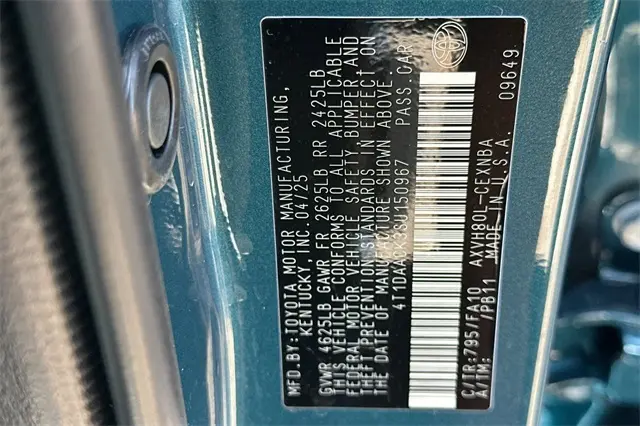 MFD.BY:TOYOTA MOTOR MANUFACTURING,
KENTUCKY, INC. 04/25
GVWR 4625LB GAWR FR 2625LB RR 2425LB
THIS VEHICLE CONFORMS TO ALL APPLICABLE
FEDERAL MOTOR VEHICLE SAFETY, BUMPER AND
THEFT PREVENTION STANDARDS IN EFFECT ON
THE DATE OF MANUFACTURE SHOWN ABOVE.
4T1DAACK3SU150967 PASS. CAR
C/TR:795/FA10 AXVH80L-CEXNBA
A/TM: /PB11 MADE IN U.S.A.
09649